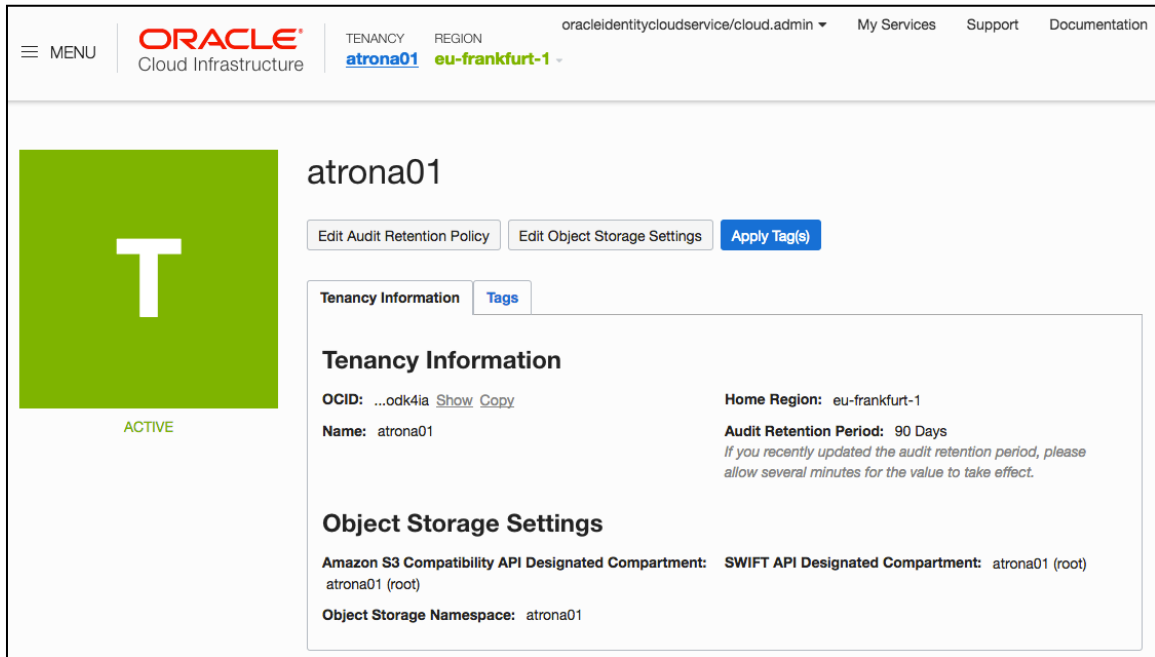 oracleidentitycloudservice/cloud.admin My Services Support Documentation
MENU ORACLE Cloud Infrastructure TENANCY atrona01 REGION eu-frankfurt-1
T
ACTIVE
atrona01
Edit Audit Retention Policy Edit Object Storage Settings Apply Tag(s)
Tenancy Information Tags
Tenancy Information
OCID: ...odk4ia Show Copy
Home Region: eu-frankfurt-1
Name: atrona01
Audit Retention Period: 90 Days
If you recently updated the audit retention period, please
allow several minutes for the value to take effect.
Object Storage Settings
Amazon S3 Compatibility API Designated Compartment:
atrona01 (root)
SWIFT API Designated Compartment: atrona01 (root)
Object Storage Namespace: atrona01